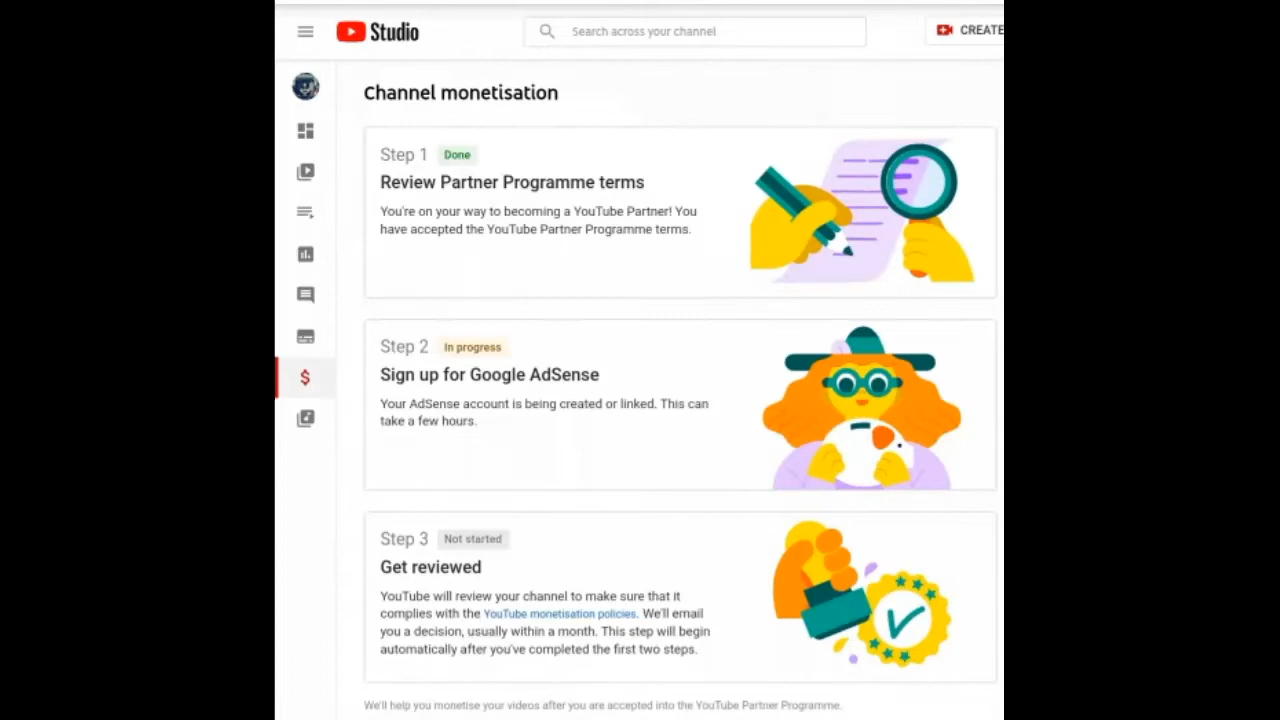 Studio
Search across your channel
CREATE
Channel monetisation
Step 1 Done
Review Partner Programme terms
You're on your way to becoming a YouTube Partner! You
have accepted the YouTube Partner Programme terms.
Step 2 In progress
Sign up for Google AdSense
Your AdSense account is being created or linked. This can
take a few hours.
Step 3 Not started
Get reviewed
YouTube will review your channel to make sure that it
complies with the YouTube monetisation policies. We'll email
you a decision, usually within a month. This step will begin
automatically after you've completed the first two steps.
We'll help you monetise your videos after you are accepted into the YouTube Partner Programme.